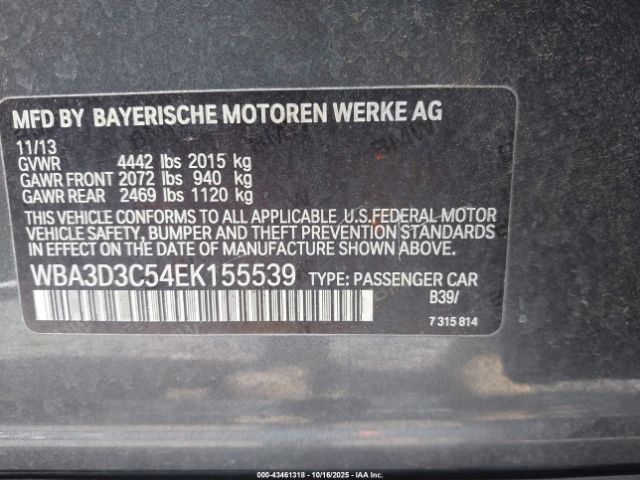 MFD BY BAYERISCHE MOTOREN WERKE AG
11/13
GVWR 4442 lbs 2015 kg
GAWR FRONT 2072 lbs 940 kg
GAWR REAR 2469 lbs 1120 kg
THIS VEHICLE CONFORMS TO ALL APPLICABLE U.S.FEDERAL MOTOR
VEHICLE SAFETY, BUMPER AND THEFT PREVENTION STANDARDS
IN EFFECT ON THE DATE OF MANUFACTURE SHOWN ABOVE.
WBA3D3C54EK155539 TYPE: PASSENGER CAR
B39/
7 315 814
000-43461318 | 10/16/2025 | IAA Inc.